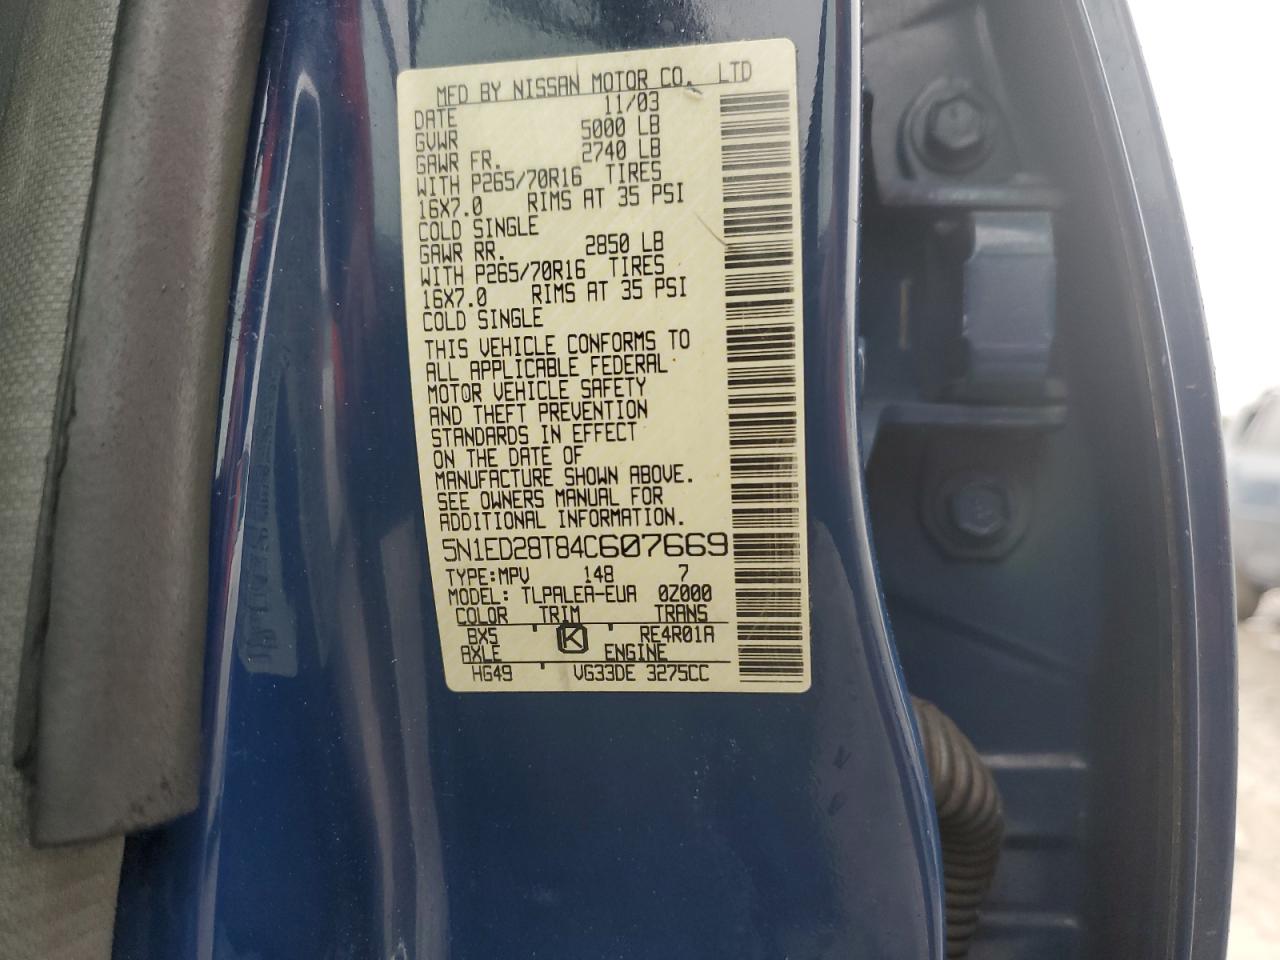 MFD BY NISSAN MOTOR CO., LTD
DATE 11/03
GVWR 5000 LB
GAWR FR. 2740 LB
WITH P265/70R16 TIRES
16X7.0 RIMS AT 35 PSI
COLD SINGLE
GAWR RR. 2850 LB
WITH P265/70R16 TIRES
16X7.0 RIMS AT 35 PSI
COLD SINGLE
THIS VEHICLE CONFORMS TO
ALL APPLICABLE FEDERAL
MOTOR VEHICLE SAFETY
AND THEFT PREVENTION
STANDARDS IN EFFECT
ON THE DATE OF
MANUFACTURE SHOWN ABOVE.
SEE OWNERS MANUAL FOR
ADDITIONAL INFORMATION.
5N1ED28T84C607669
TYPE:MPV 148 7
MODEL: TLPALEA-EUA 0Z000
COLOR TRIM TRANS
BX5 ' K ' RE4R01A
AXLE ENGINE
HG49 ' VG33DE 3275CC